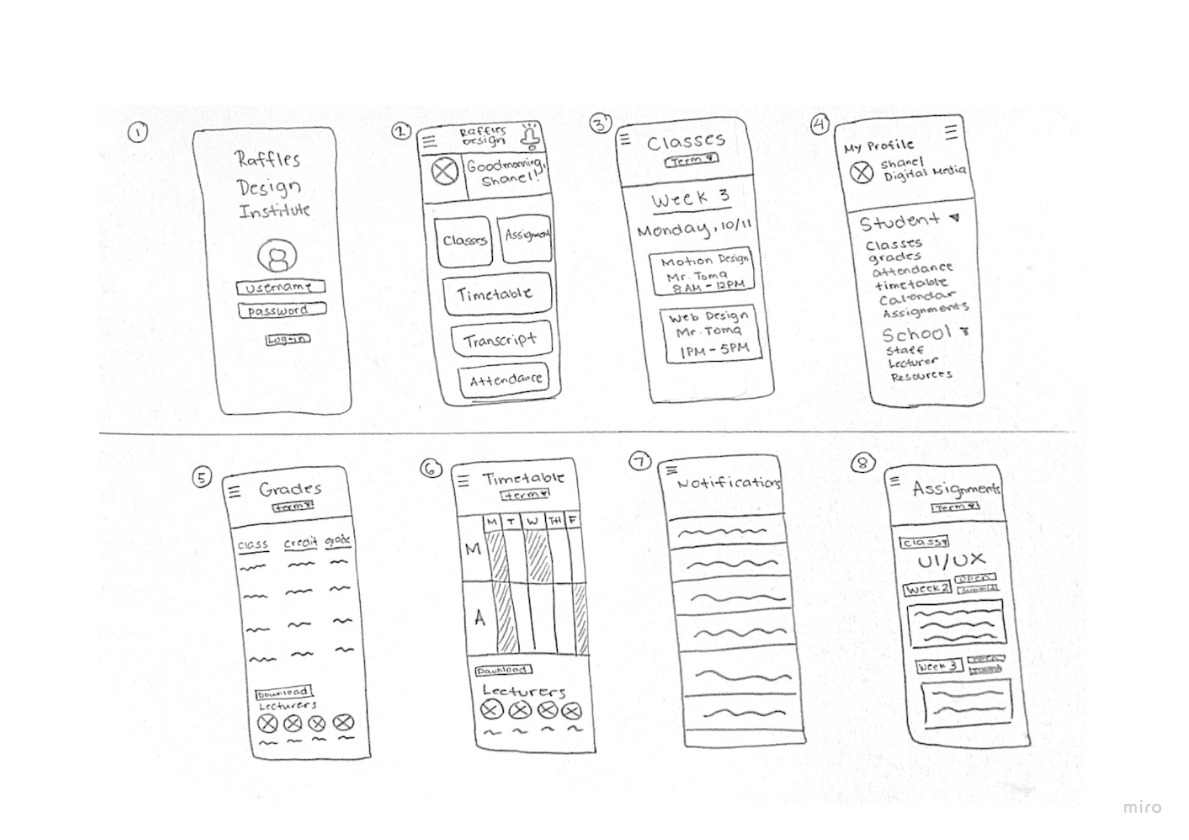 1
Raffles
Design
Institute
username
password
Log-in
2
Raffles
Design
Goodmorning,
Shanel!
Classes
Assignment
Timetable
Transcript
Attendance
3
Classes
Term
Week 3
Monday, 10/11
Motion Design
Mr. Toma
8AM - 12PM
Web Design
Mr. Toma
1PM - 5PM
4
My Profile
Shanel
Digital Media
Student
Classes
grades
attendance
timetable
Calendar
Assignments
School
Staff
Lecturer
Resources
5
Grades
term
class credit grade
Download
Lecturers
6
Timetable
term
M T W TH F
M
A
Download
Lecturers
7
Notifications
8
Assignments
Term
Class
UI/UX
Week 2
open
submit
Week 3
open
miro